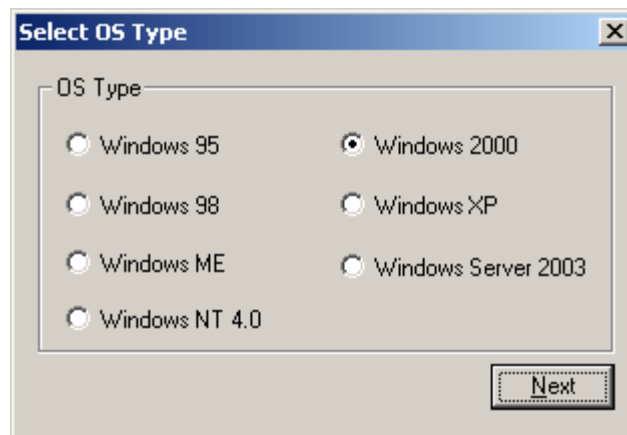 Select OS Type
OS Type
Windows 95
Windows 2000
Windows 98
Windows XP
Windows ME
Windows Server 2003
Windows NT 4.0
Next